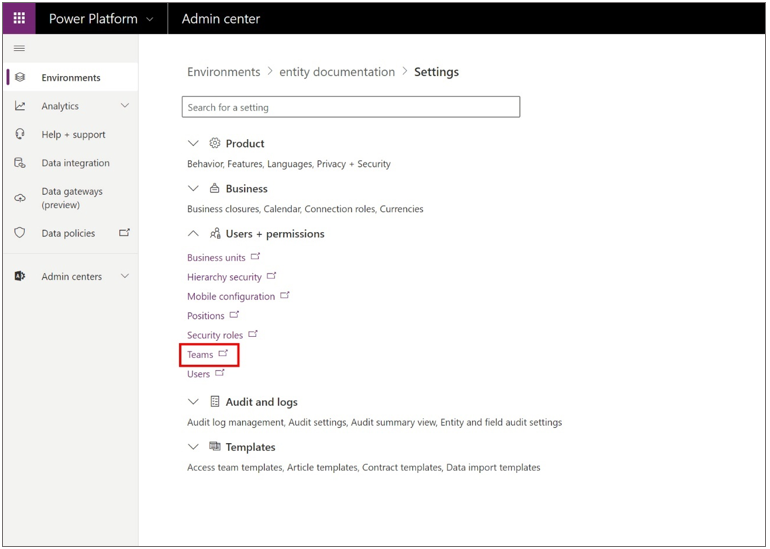 Power Platform
Admin center
Environments
Analytics
Help + support
Data integration
Data gateways
(preview)
Data policies
Admin centers
Environments > entity documentation > Settings
Search for a setting
Product
Behavior, Features, Languages, Privacy + Security
Business
Business closures, Calendar, Connection roles, Currencies
Users + permissions
Business units
Hierarchy security
Mobile configuration
Positions
Security roles
Teams
Users
Audit and logs
Audit log management, Audit settings, Audit summary view, Entity and field audit settings
Templates
Access team templates, Article templates, Contract templates, Data import templates